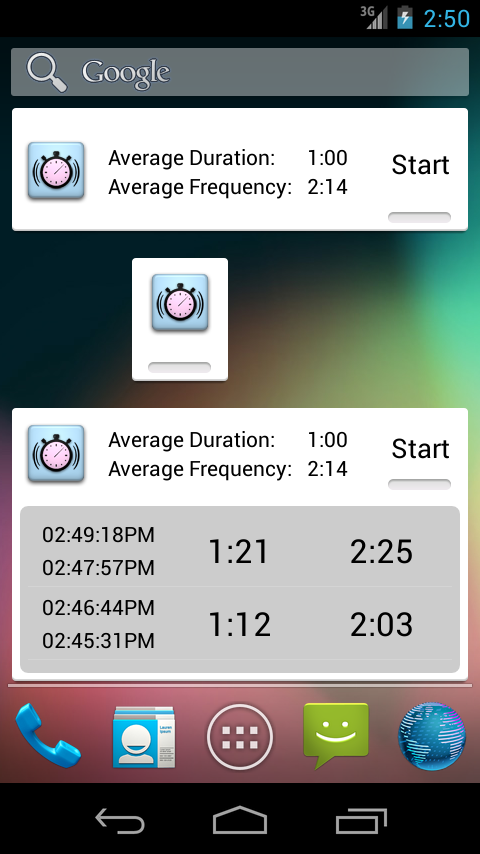 3G 2:50
Google
Average Duration: 1:00
Start
Average Frequency: 2:14
Average Duration: 1:00
Start
Average Frequency: 2:14
02:49:18PM
1:21 2:25
02:47:57PM
02:46:44PM
1:12 2:03
02:45:31PM